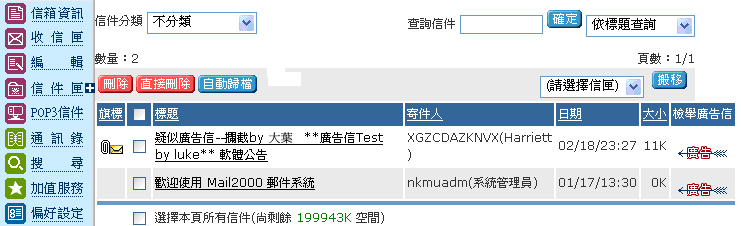 信箱資訊
收信匣
編輯
信件匣
POP3信件
通訊錄
搜尋
加值服務
偏好設定
信件分類 不分類 查詢信件 確定 依標題查詢
數量：2 頁數：1/1
刪除 直接刪除 自動歸檔 (請選擇信匣) 搬移
旗標 標題 寄件人 日期 大小 檢舉廣告信
疑似廣告信--攔截by 大葉 **廣告信Test XGZCDAZKNVX(Harriett 02/18/23:27 11K 廣告
by luke** 軟體公告 )
歡迎使用 Mail2000 郵件系統 nkmuadm(系統管理員) 01/17/13:30 0K 廣告
選擇本頁所有信件(尚剩餘 199943K 空間)